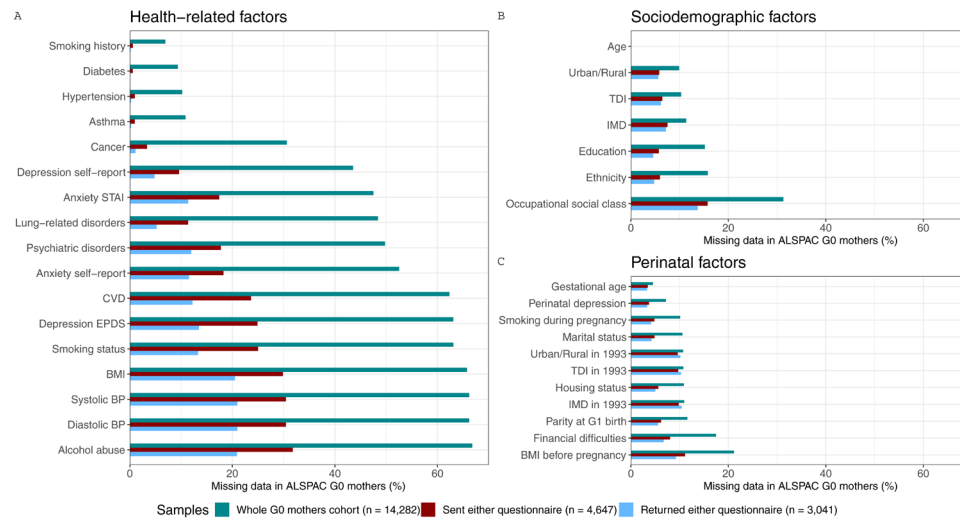 A
Health−related factors
Smoking history
Diabetes
Hypertension
Asthma
Cancer
Depression self−report
Anxiety STAI
Lung−related disorders
Psychiatric disorders
Anxiety self−report
CVD
Depression EPDS
Smoking status
BMI
Systolic BP
Diastolic BP
Alcohol abuse
0 20 40 60
Missing data in ALSPAC G0 mothers (%)
B
Sociodemographic factors
Age
Urban/Rural
TDI
IMD
Education
Ethnicity
Occupational social class
0 20 40 60
Missing data in ALSPAC G0 mothers (%)
C
Perinatal factors
Gestational age
Perinatal depression
Smoking during pregnancy
Marital status
Urban/Rural in 1993
TDI in 1993
Housing status
IMD in 1993
Parity at G1 birth
Financial difficulties
BMI before pregnancy
0 20 40 60
Missing data in ALSPAC G0 mothers (%)
Samples Whole G0 mothers cohort (n = 14,282) Sent either questionnaire (n = 4,647) Returned either questionnaire (n = 3,041)